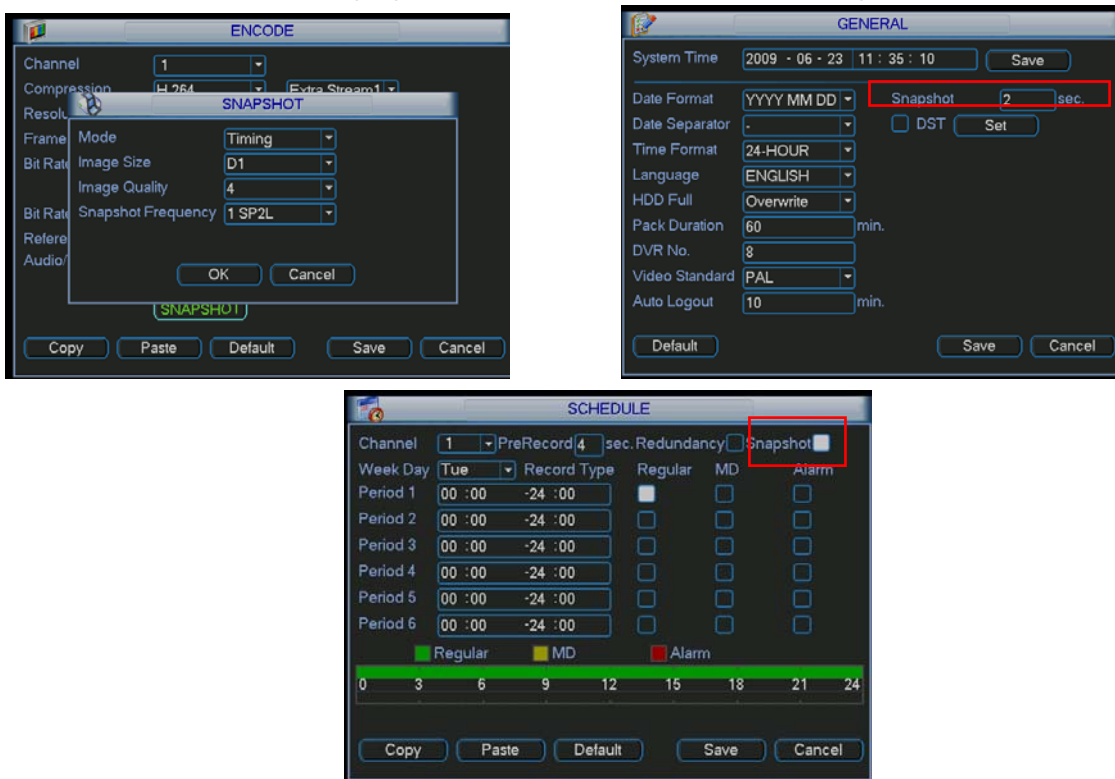 ENCODE
Channel 1
Compression H.264 Extra Stream1
SNAPSHOT
Mode Timing
Image Size D1
Image Quality 4
Snapshot Frequency 1 SP2L
OK Cancel
Frame
Bit Rate
Bit Rate
Refere
Audio/
SNAPSHOT
Copy Paste Default Save Cancel
GENERAL
System Time 2009 - 06 - 23 11 : 35 : 10 Save
Date Format YYYY MM DD Snapshot 2 sec.
Date Separator - DST Set
Time Format 24-HOUR
Language ENGLISH
HDD Full Overwrite
Pack Duration 60 min.
DVR No. 8
Video Standard PAL
Auto Logout 10 min.
Default Save Cancel
SCHEDULE
Channel 1 PreRecord 4 sec. Redundancy Snapshot
Week Day Tue Record Type Regular MD Alarm
Period 1 00 :00 -24 :00
Period 2 00 :00 -24 :00
Period 3 00 :00 -24 :00
Period 4 00 :00 -24 :00
Period 5 00 :00 -24 :00
Period 6 00 :00 -24 :00
Regular MD Alarm
0 3 6 9 12 15 18 21 24
Copy Paste Default Save Cancel